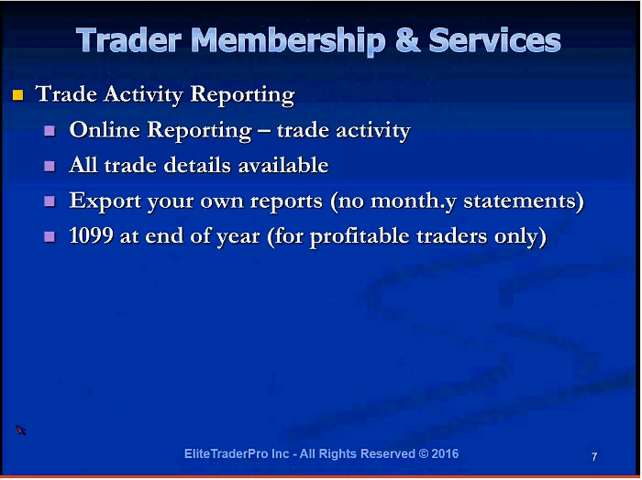 Trader Membership & Services
Trade Activity Reporting
Online Reporting – trade activity
All trade details available
Export your own reports (no month.y statements)
1099 at end of year (for profitable traders only)
EliteTraderPro Inc - All Rights Reserved © 2016
7